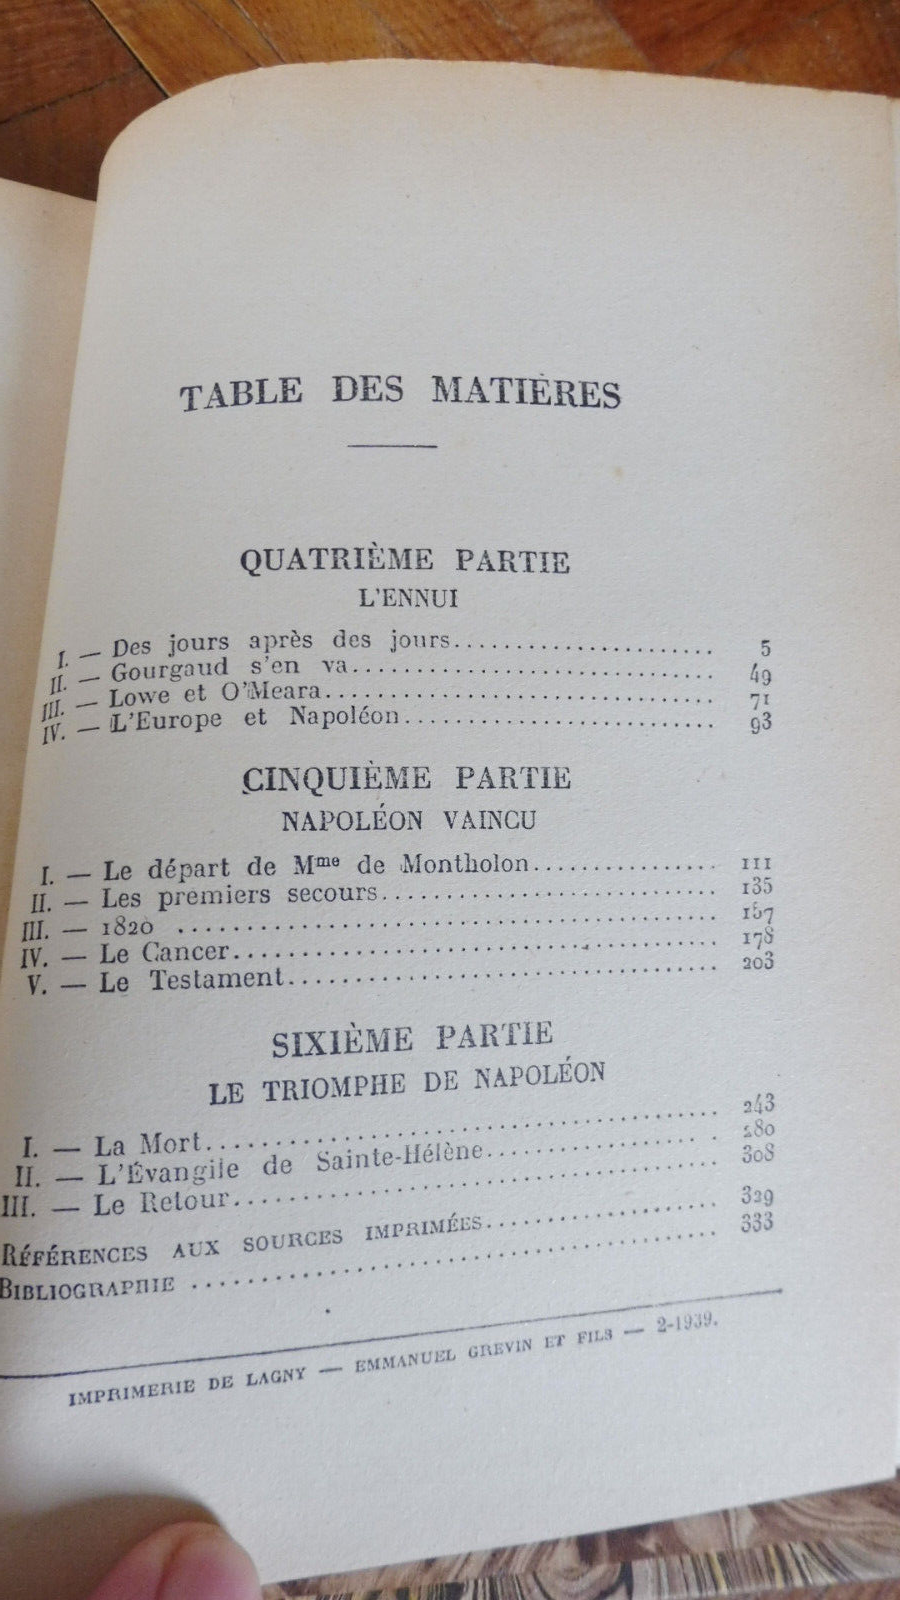 TABLE DES MATIÈRES
QUATRIÈME PARTIE
L'ENNUI
I. — Des jours après des jours...................... 5
II. — Gourgaud s'en va.............................. 49
III. — Lowe et O'Meara.............................. 71
IV. — L'Europe et Napoléon......................... 93
CINQUIÈME PARTIE
NAPOLÉON VAINCU
I. — Le départ de Mme de Montholon................ 111
II. — Les premiers secours......................... 135
III. — 1820 ........................................ 157
IV. — Le Cancer.................................... 178
V. — Le Testament................................. 203
SIXIÈME PARTIE
LE TRIOMPHE DE NAPOLÉON
I. — La Mort...................................... 243
II. — L'Évangile de Sainte-Hélène.................. 280
III. — Le Retour.................................... 308
RÉFÉRENCES AUX SOURCES IMPRIMÉES.................. 329
BIBLIOGRAPHIE .................................... 333
IMPRIMERIE DE LAGNY — EMMANUEL GREVIN ET FILS — 2-1939.